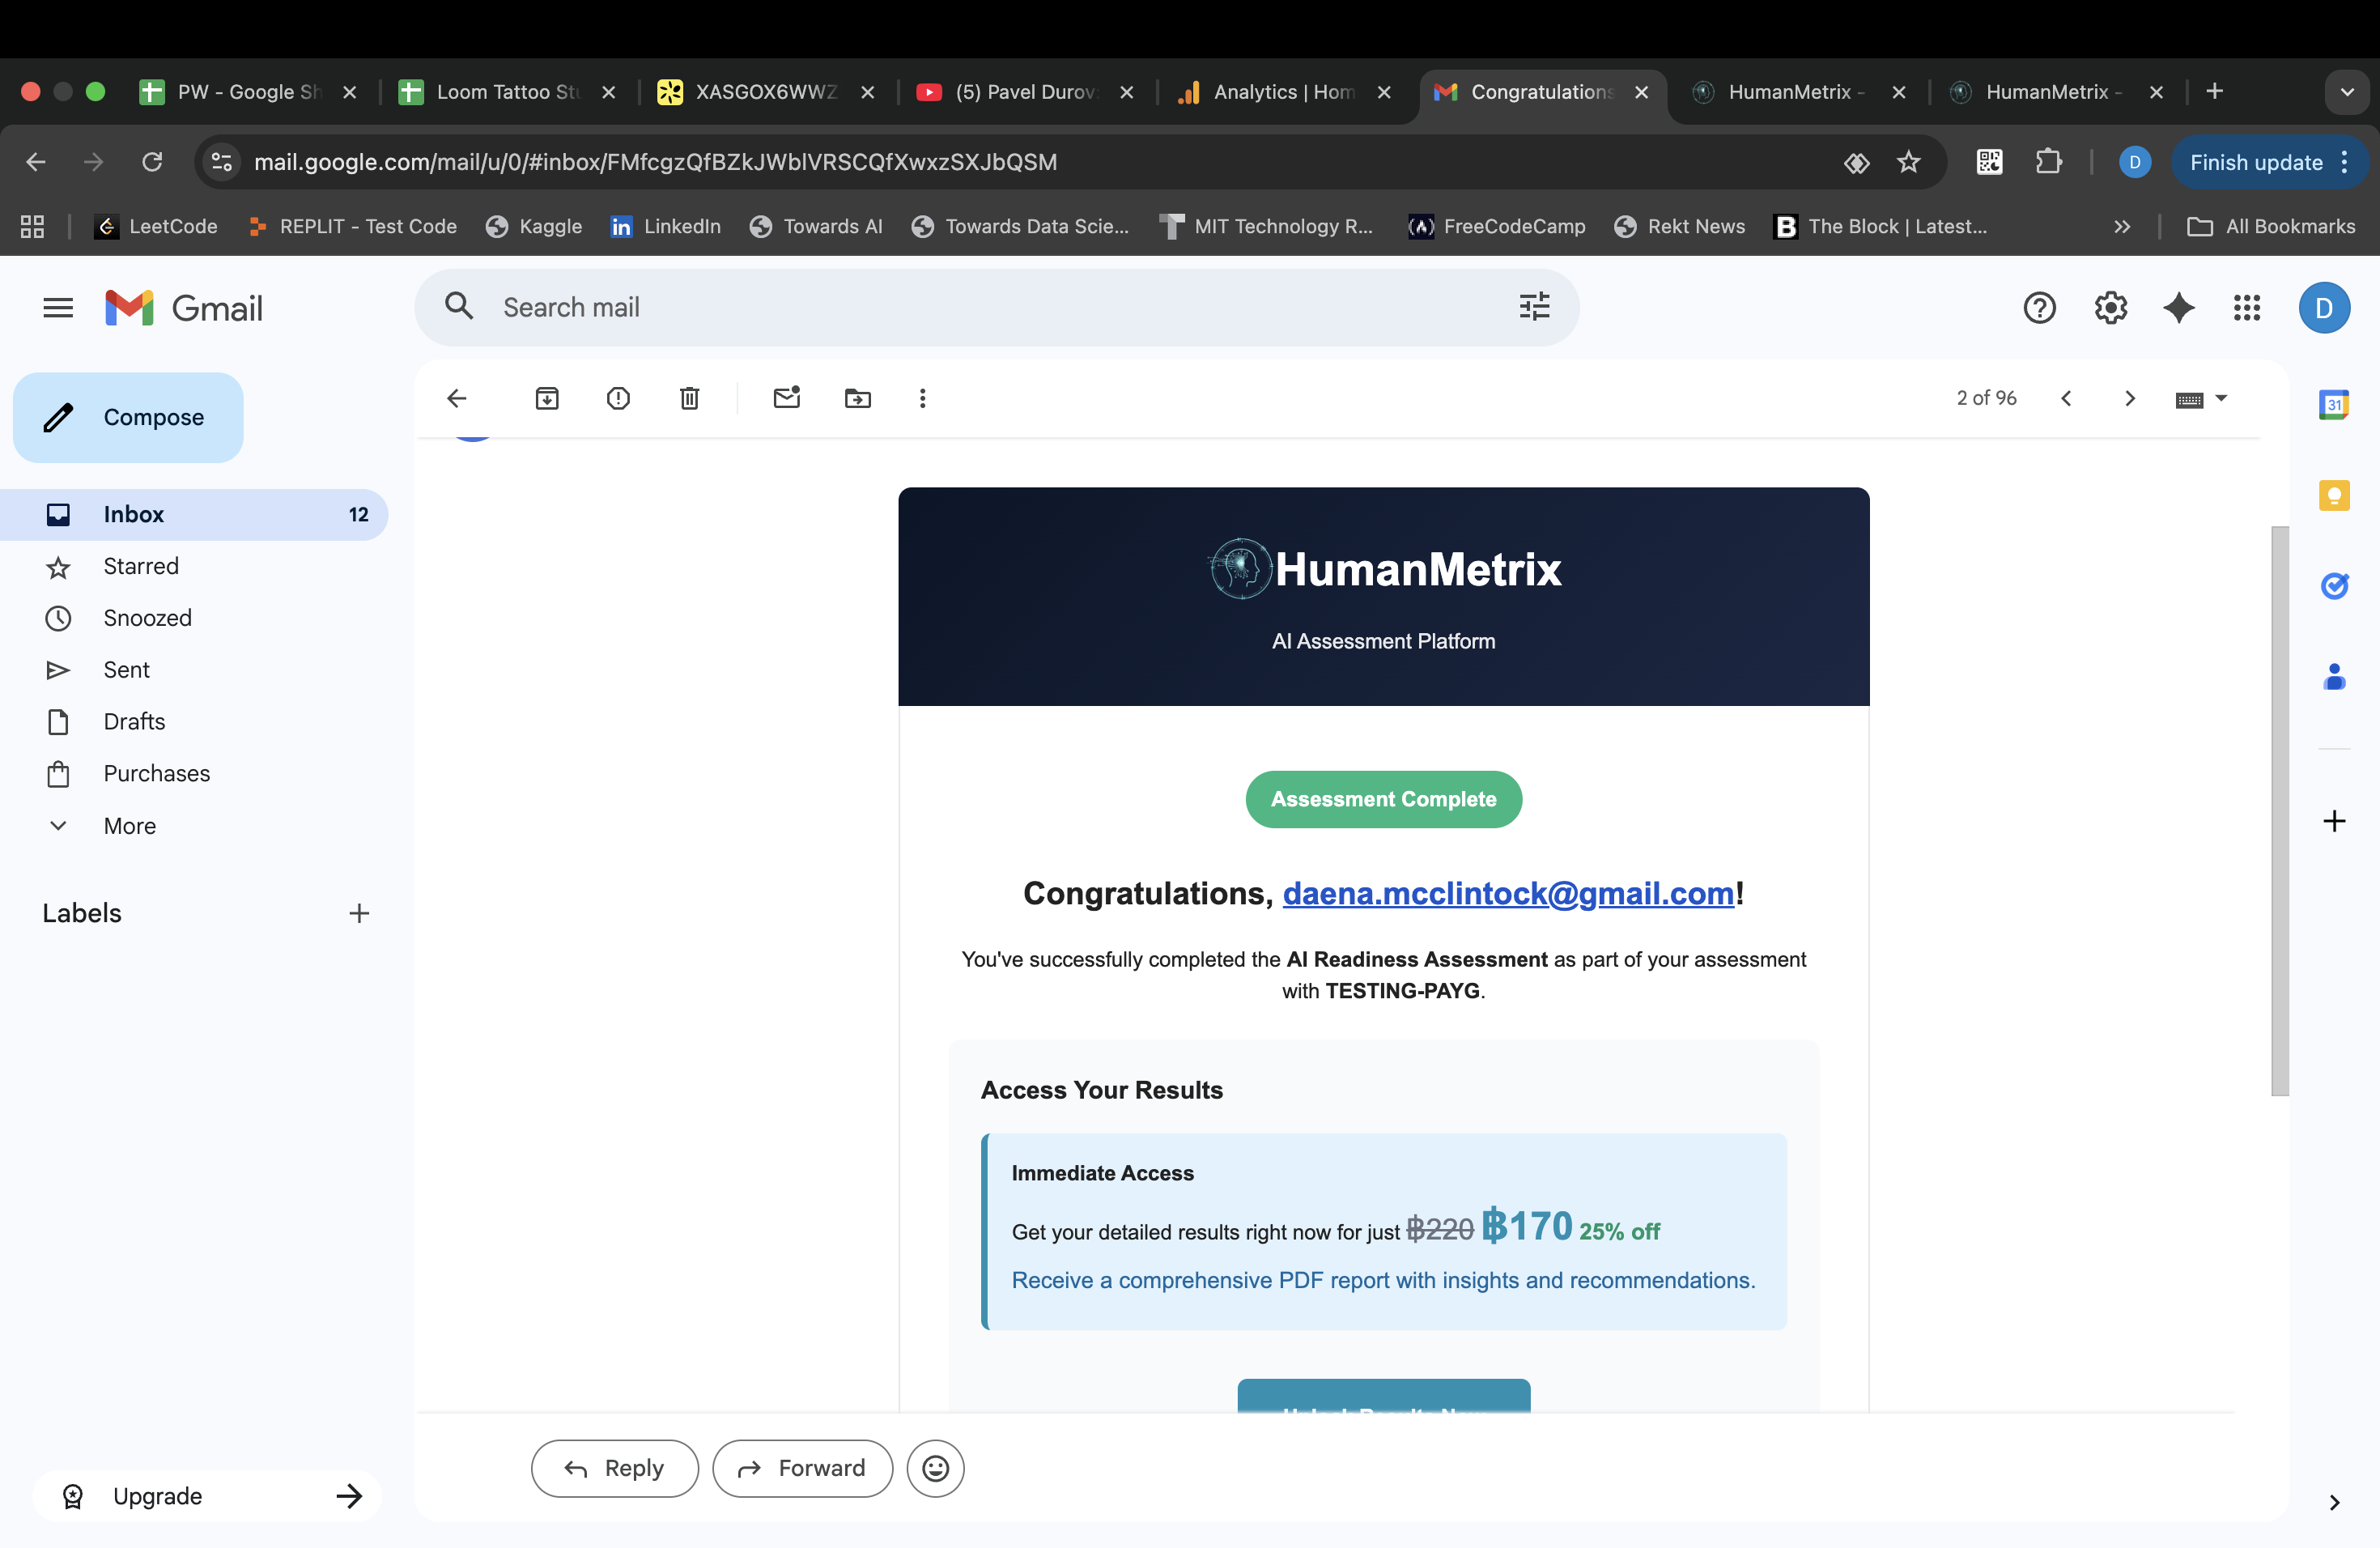 PW - Google Sh
Loom Tattoo Stu
XASGOX6WWZ
(5) Pavel Durov:
Analytics | Hom
Congratulations
HumanMetrix -
HumanMetrix -
mail.google.com/mail/u/0/#inbox/FMfcgzQfBZkJWblVRSCQfXwxzSXJbQSM
D
Finish update
LeetCode
REPLIT - Test Code
Kaggle
LinkedIn
Towards AI
Towards Data Scie...
MIT Technology R...
FreeCodeCamp
Rekt News
The Block | Latest...
All Bookmarks
Gmail
Search mail
D
Compose
2 of 96
31
Inbox 12
Starred
Snoozed
Sent
Drafts
Purchases
More
Labels
Upgrade
HumanMetrix
AI Assessment Platform
Assessment Complete
Congratulations, daena.mcclintock@gmail.com!
You've successfully completed the AI Readiness Assessment as part of your assessment
with TESTING-PAYG.
Access Your Results
Immediate Access
Get your detailed results right now for just ฿220 ฿170 25% off
Receive a comprehensive PDF report with insights and recommendations.
Reply
Forward